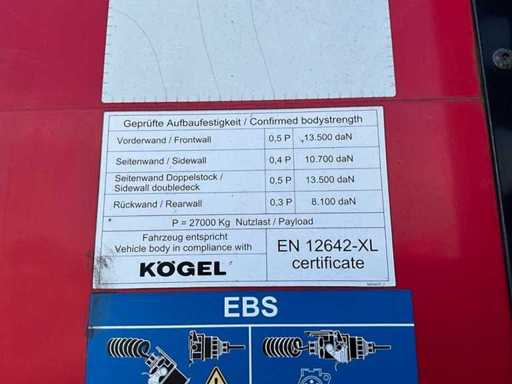 Geprüfte Aufbaufestigkeit / Confirmed bodystrength
Vorderwand / Frontwall 0,5 P 13.500 daN
Seitenwand / Sidewall 0,4 P 10.700 daN
Seitenwand Doppelstock /
Sidewall doubledeck 0,5 P 13.500 daN
Rückwand / Rearwall 0,3 P 8.100 daN
P = 27000 Kg Nutzlast / Payload
Fahrzeug entspricht
Vehicle body in compliance with
KÖGEL
EN 12642-XL
certificate
EBS